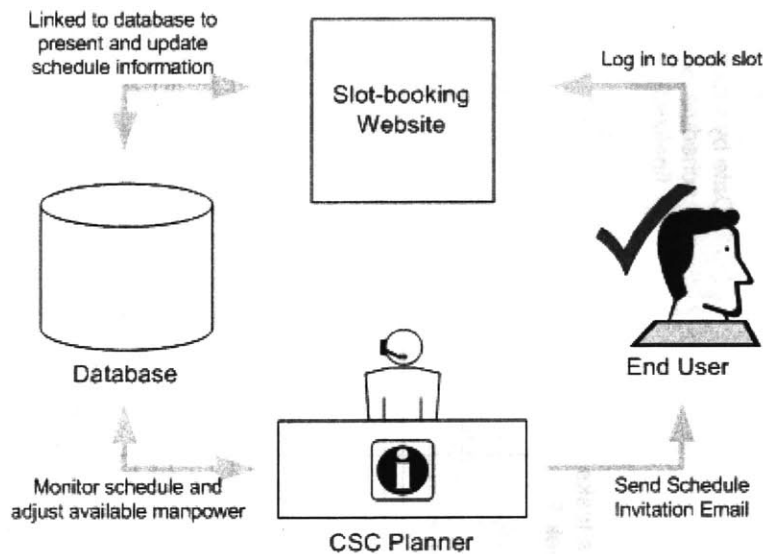 Linked to database to
present and update
schedule information
Slot-booking
Website
Log in to book slot
Database
End User
Monitor schedule and
adjust available manpower
i
CSC Planner
Send Schedule
Invitation Email